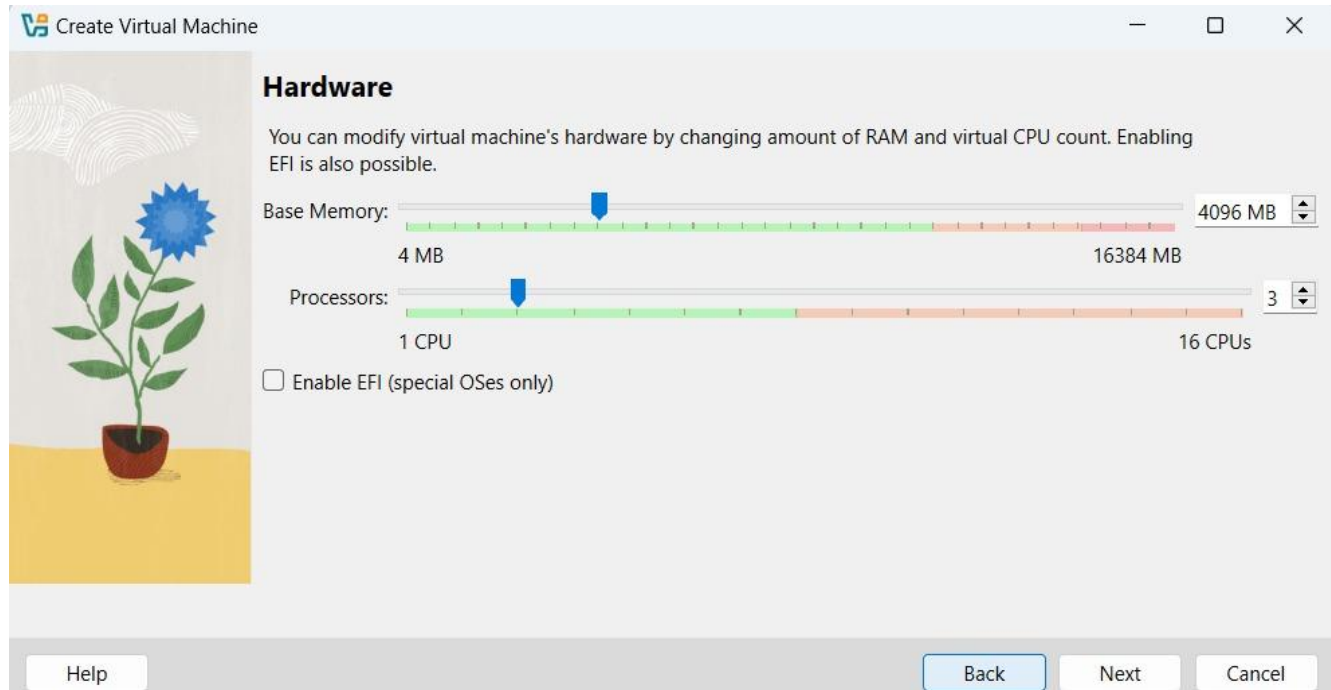 Create Virtual Machine
Hardware
You can modify virtual machine's hardware by changing amount of RAM and virtual CPU count. Enabling
EFI is also possible.
Base Memory: 4096 MB
4 MB 16384 MB
Processors: 3
1 CPU 16 CPUs
Enable EFI (special OSes only)
Help Back Next Cancel